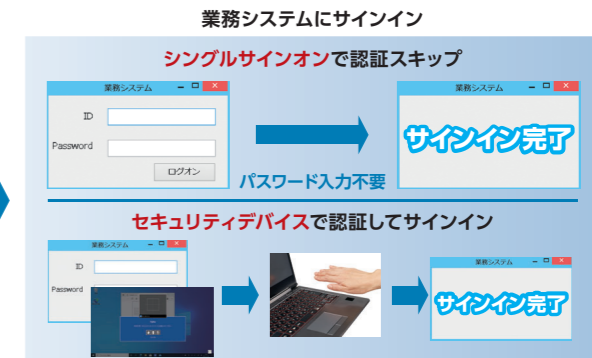 業務システムにサインイン
シングルサインオンで認証スキップ
業務システム
ID
Password
ログオン
パスワード入力不要
業務システム
サインイン完了
セキュリティデバイスで認証してサインイン
業務システム
ID
Password
業務システム
サインイン完了